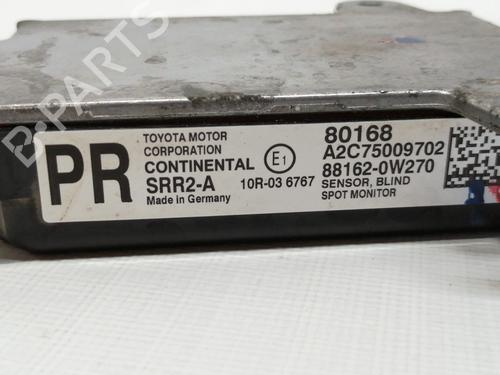 B-PARTS
PR
TOYOTA MOTOR
CORPORATION
CONTINENTAL
SRR2-A
Made in Germany
E1
10R-03 6767
80168
A2C75009702
88162-0W270
SENSOR, BLIND
SPOT MONITOR